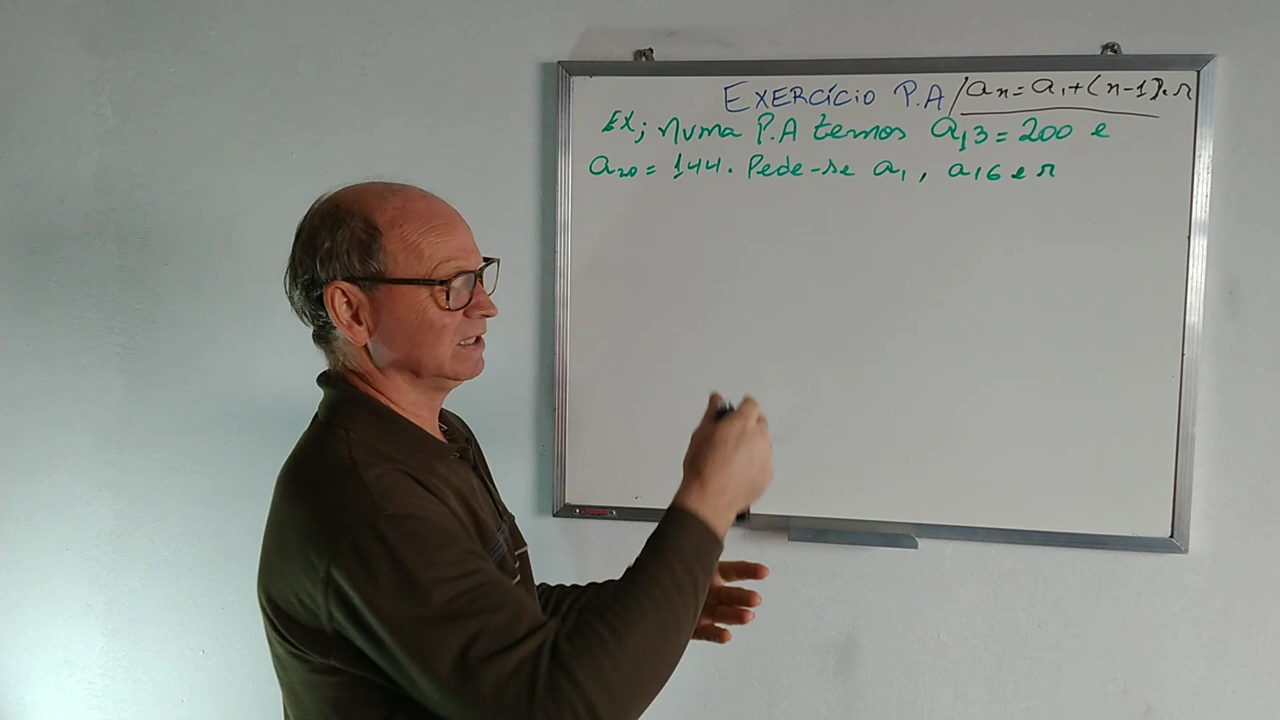 EXERCÍCIO P.A / an = a1 + (n-1).r
EX; numa P.A temos a13 = 200 e
a20 = 144. Pede-se a1, a16 e r